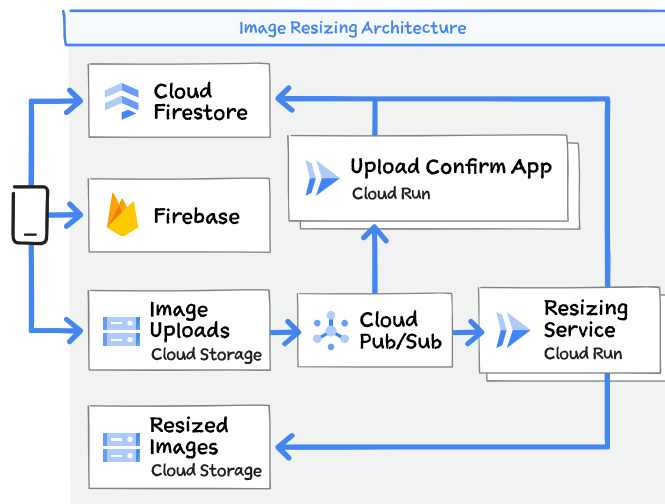 Image Resizing Architecture
Cloud
Firestore
Upload Confirm App
Cloud Run
Firebase
Image
Uploads
Cloud Storage
Cloud
Pub/Sub
Resizing
Service
Cloud Run
Resized
Images
Cloud Storage